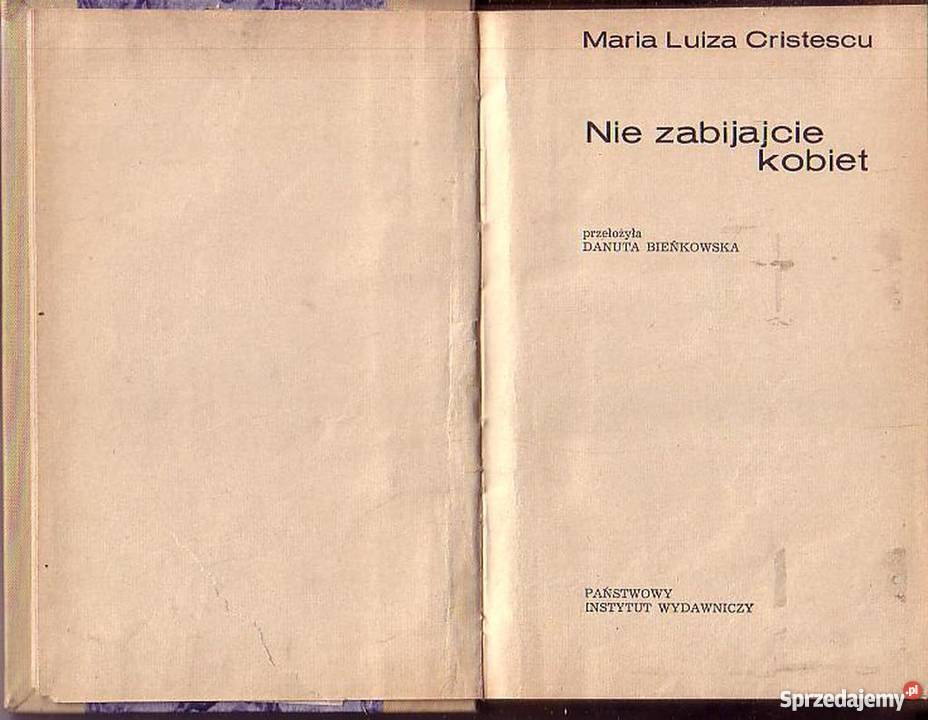 Maria Luiza Cristescu
Nie zabijajcie
kobiet
przełożyła
DANUTA BIEŃKOWSKA
PAŃSTWOWY
INSTYTUT WYDAWNICZY
Sprzedajemy.pl